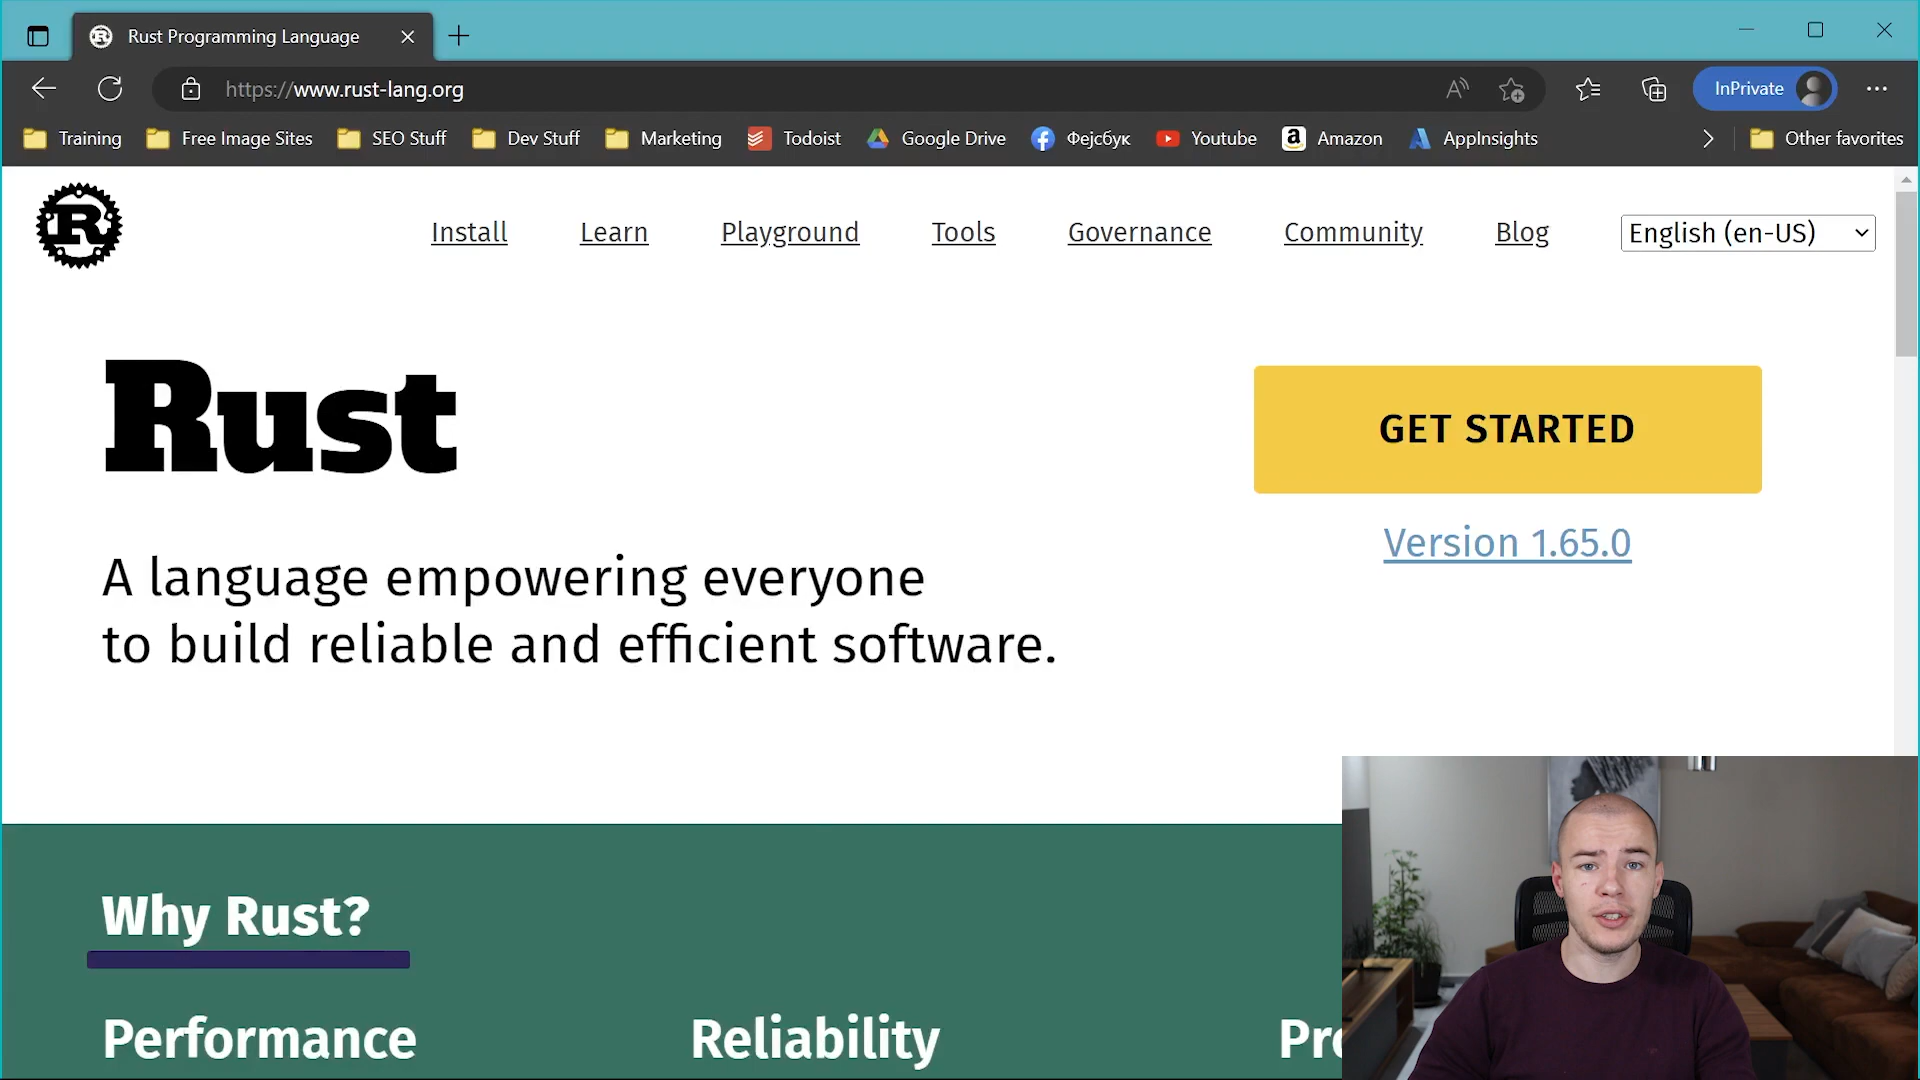 Rust Programming Language
https://www.rust-lang.org
InPrivate
Training Free Image Sites SEO Stuff Dev Stuff Marketing Todoist Google Drive Фејсбук Youtube Amazon AppInsights Other favorites
R Install Learn Playground Tools Governance Community Blog English (en-US)
Rust
GET STARTED
Version 1.65.0
A language empowering everyone
to build reliable and efficient software.
Why Rust?
Performance Reliability Pro